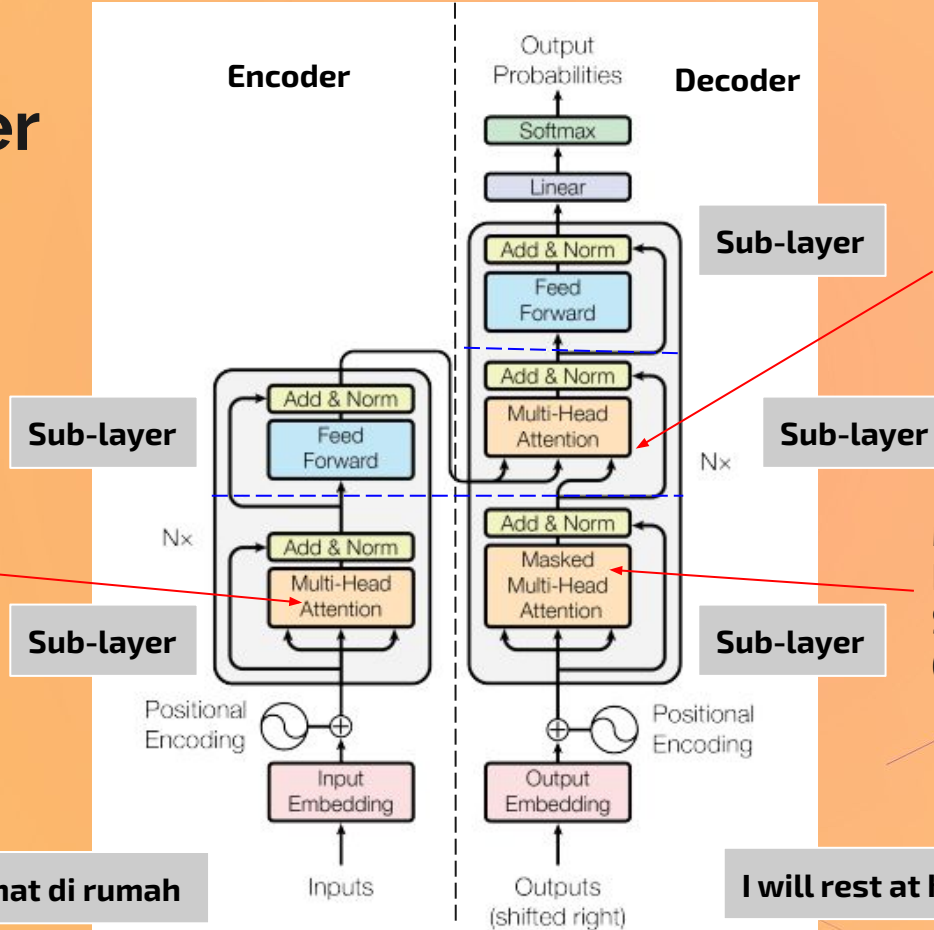 er
Encoder
Sub-layer
Add & Norm
Feed
Forward
Nx
Add & Norm
Multi-Head
Attention
Sub-layer
Positional
Encoding
Input
Embedding
Inputs
di rumah
Decoder
Output
Probabilities
Softmax
Linear
Sub-layer
Add & Norm
Feed
Forward
Add & Norm
Multi-Head
Attention
Sub-layer
Nx
Add & Norm
Masked
Multi-Head
Attention
Sub-layer
Positional
Encoding
Output
Embedding
Outputs
(shifted right)
I will rest at